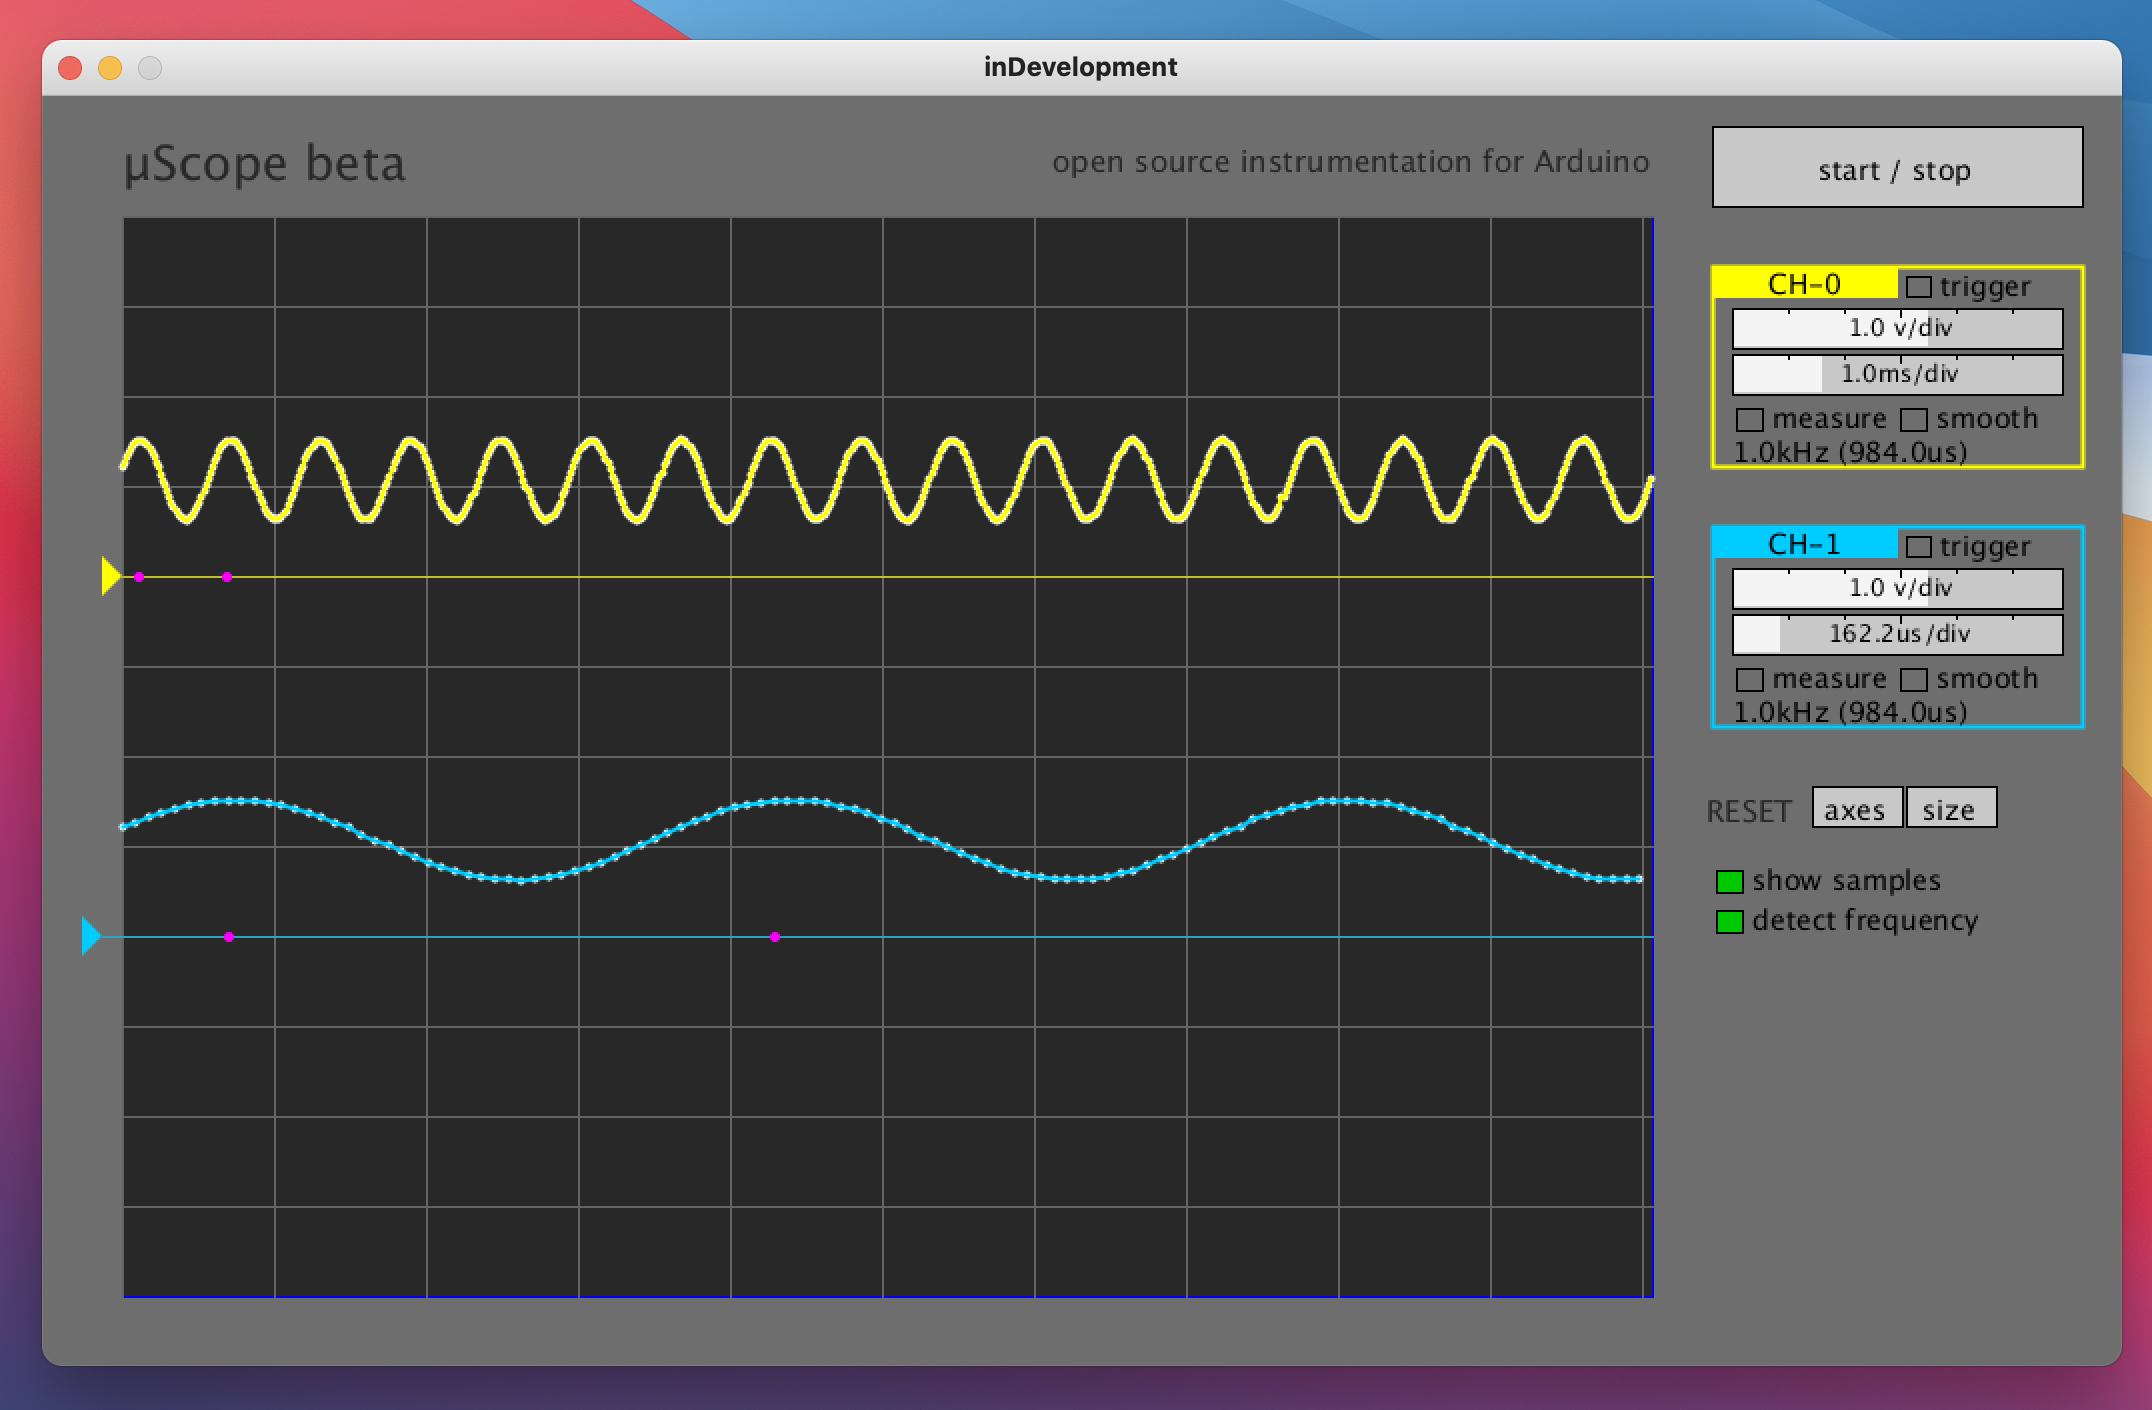 inDevelopment
µScope beta
open source instrumentation for Arduino
start / stop
CH-0
trigger
1.0 v/div
1.0ms/div
measure
smooth
1.0kHz (984.0us)
CH-1
trigger
1.0 v/div
162.2us/div
measure
smooth
1.0kHz (984.0us)
RESET
axes
size
show samples
detect frequency